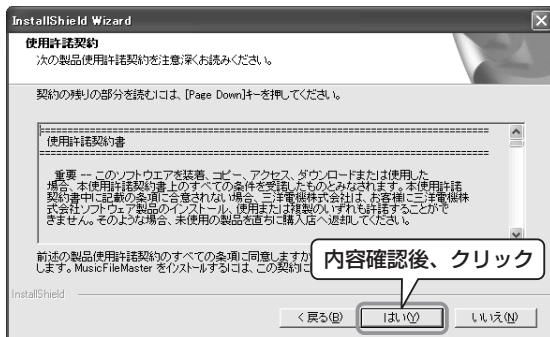 InstallShield Wizard
使用許諾契約
次の製品使用許諾契約を注意深くお読みください。
契約の残りの部分を読むには、[Page Down]キーを押してください。
使用許諾契約書
重要 -- このソフトウエアを装着、コピー、アクセス、ダウンロードまたは使用した
場合、本使用許諾契約書上のすべての条件を受諾したものとみなされます。本使用許諾
契約書中に記載の条項に合意されない場合、三洋電機株式会社は、お客様に三洋電機株
式会社ソフトウェア製品のインストール、使用または複製のいずれも許諾することがで
きません。そのような場合、未使用の製品を直ちに購入店へ返却してください。
前述の製品使用許諾契約のすべての条項に同意しますか
します。MusicFileMaster をインストールするには、この契約に
内容確認後、クリック
InstallShield
< 戻る(B)
はい(Y)
いいえ(N)